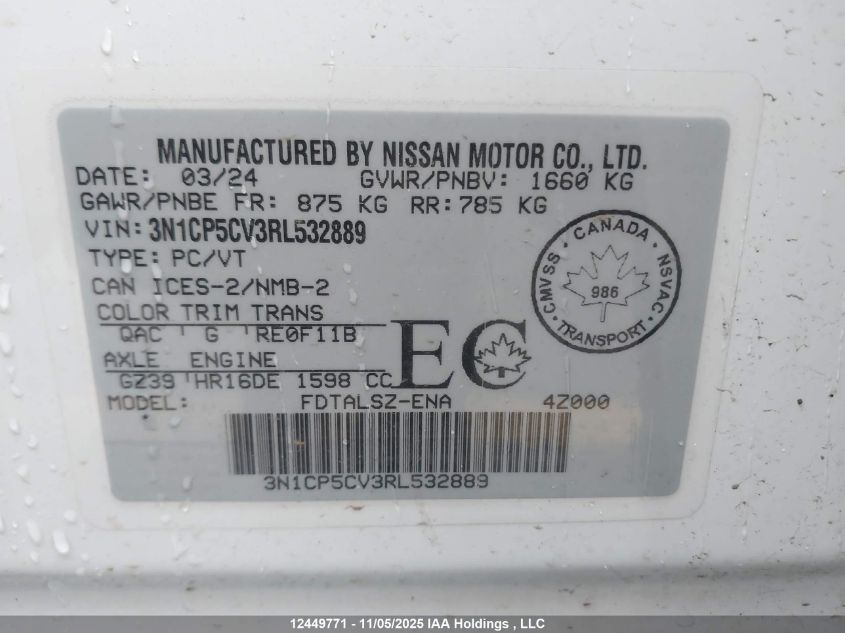 MANUFACTURED BY NISSAN MOTOR CO., LTD.
DATE: 03/24 GVWR/PNBV: 1660 KG
GAWR/PNBE FR: 875 KG RR: 785 KG
VIN: 3N1CP5CV3RL532889
TYPE: PC/VT
CAN ICES-2/NMB-2
COLOR TRIM TRANS
QAC G RE0F11B
AXLE ENGINE
GZ39 HR16DE 1598 CC
MODEL: FDTALSZ-ENA 4Z000
EC
CANADA
CMVSS 986 NSVAC
TRANSPORT
3N1CP5CV3RL532889
12449771 - 11/05/2025 IAA Holdings , LLC